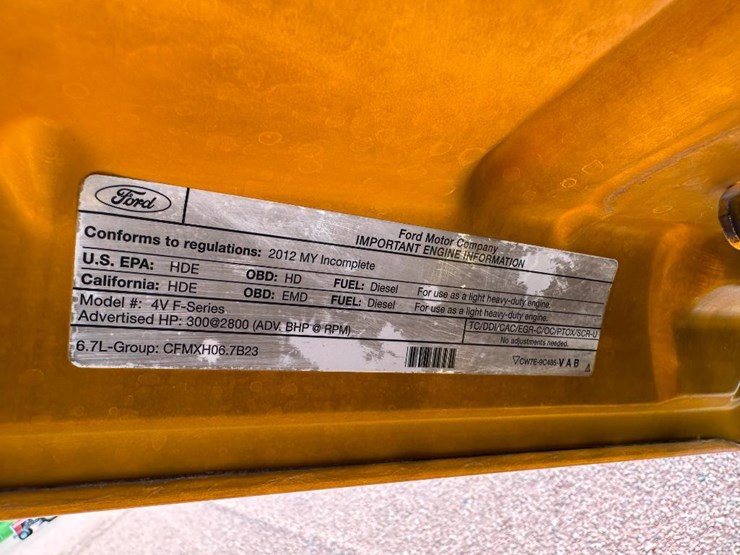 Ford
Ford Motor Company
IMPORTANT ENGINE INFORMATION
Conforms to regulations: 2012 MY Incomplete
U.S. EPA: HDE OBD: HD FUEL: Diesel For use as a light heavy-duty engine.
California: HDE OBD: EMD FUEL: Diesel For use as a light heavy-duty engine.
Model #: 4V F-Series TC/DDI/CAC/EGR-C/OC/PTOX/SCR-U
Advertised HP: 300@2800 (ADV. BHP @ RPM) No adjustments needed.
6.7L-Group: CFMXH06.7B23 CW7E-9C485-VAB